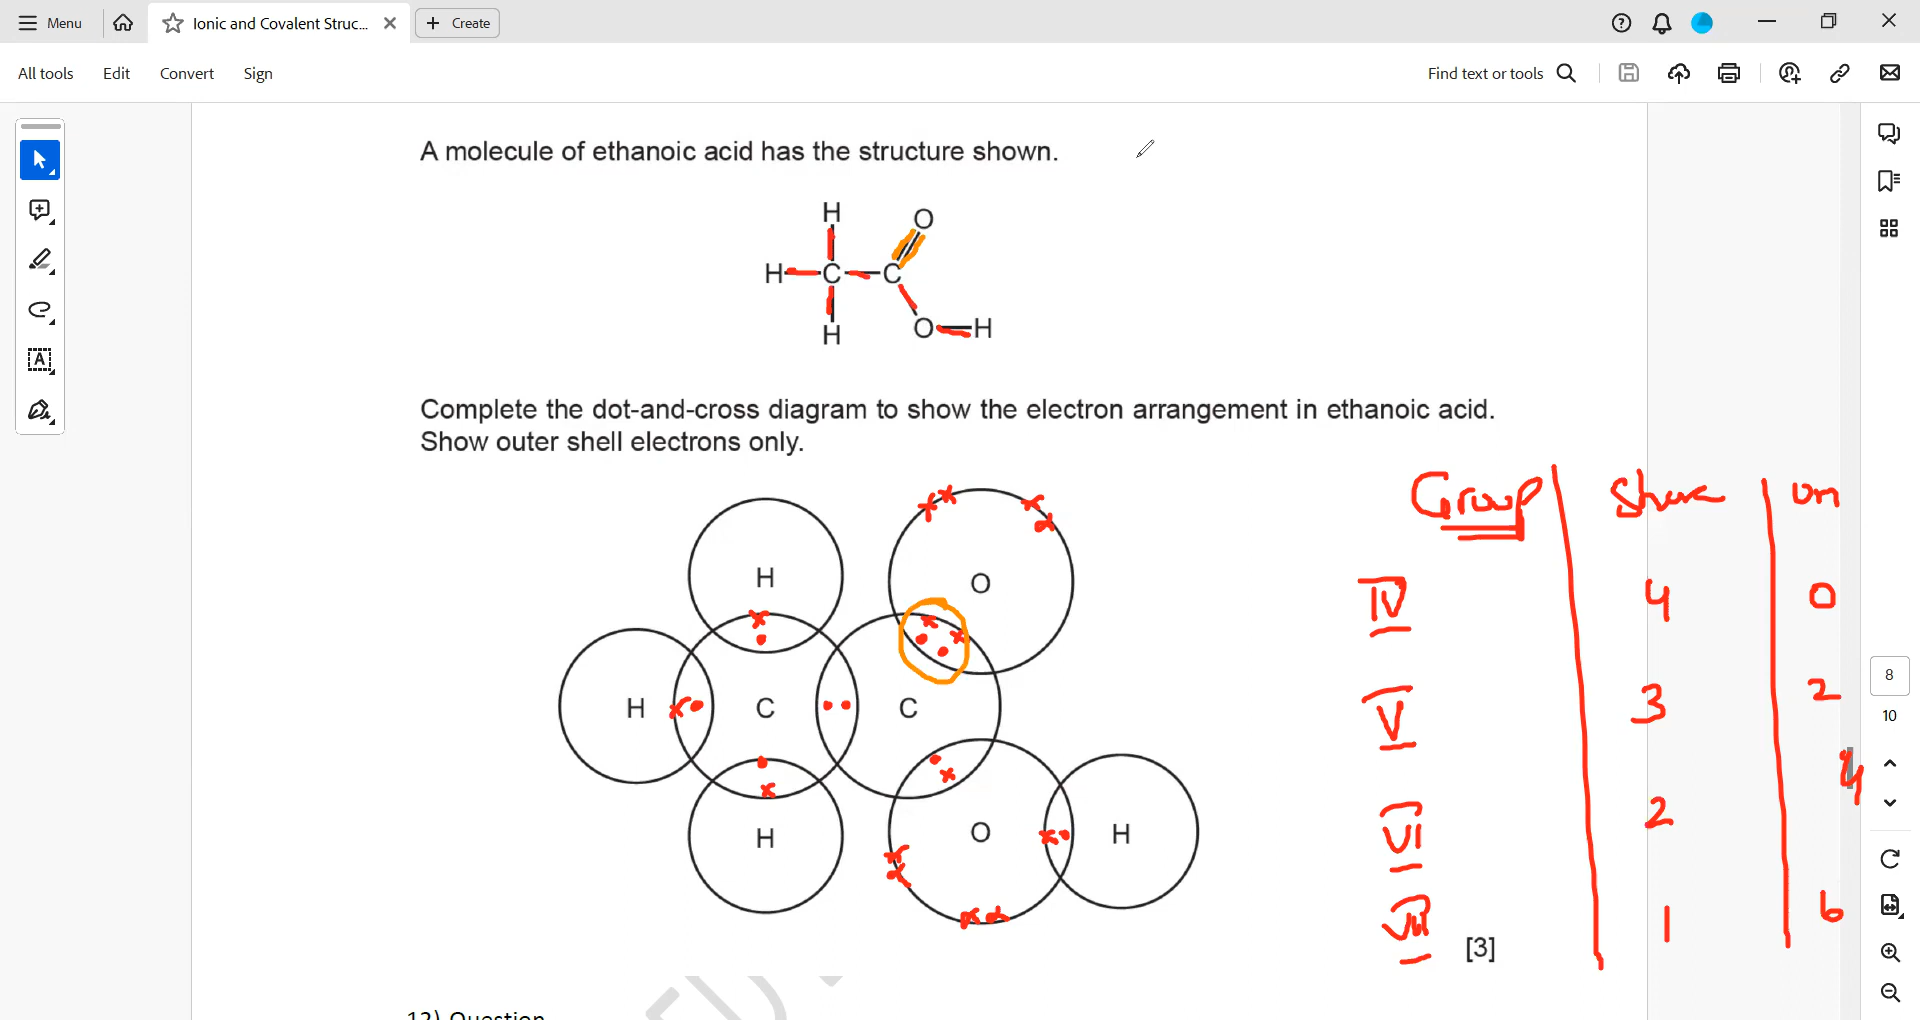 Menu
Ionic and Covalent Struc...
Create
All tools
Edit
Convert
Sign
Find text or tools
A molecule of ethanoic acid has the structure shown.
H
O
H C C
H
O H
Complete the dot-and-cross diagram to show the electron arrangement in ethanoic acid.
Show outer shell electrons only.
Group
H
O
IV 4 0
H C C
V 3 2
H
O
H
VI 2 4
VII 1 6
[3]
8
10
12) Question